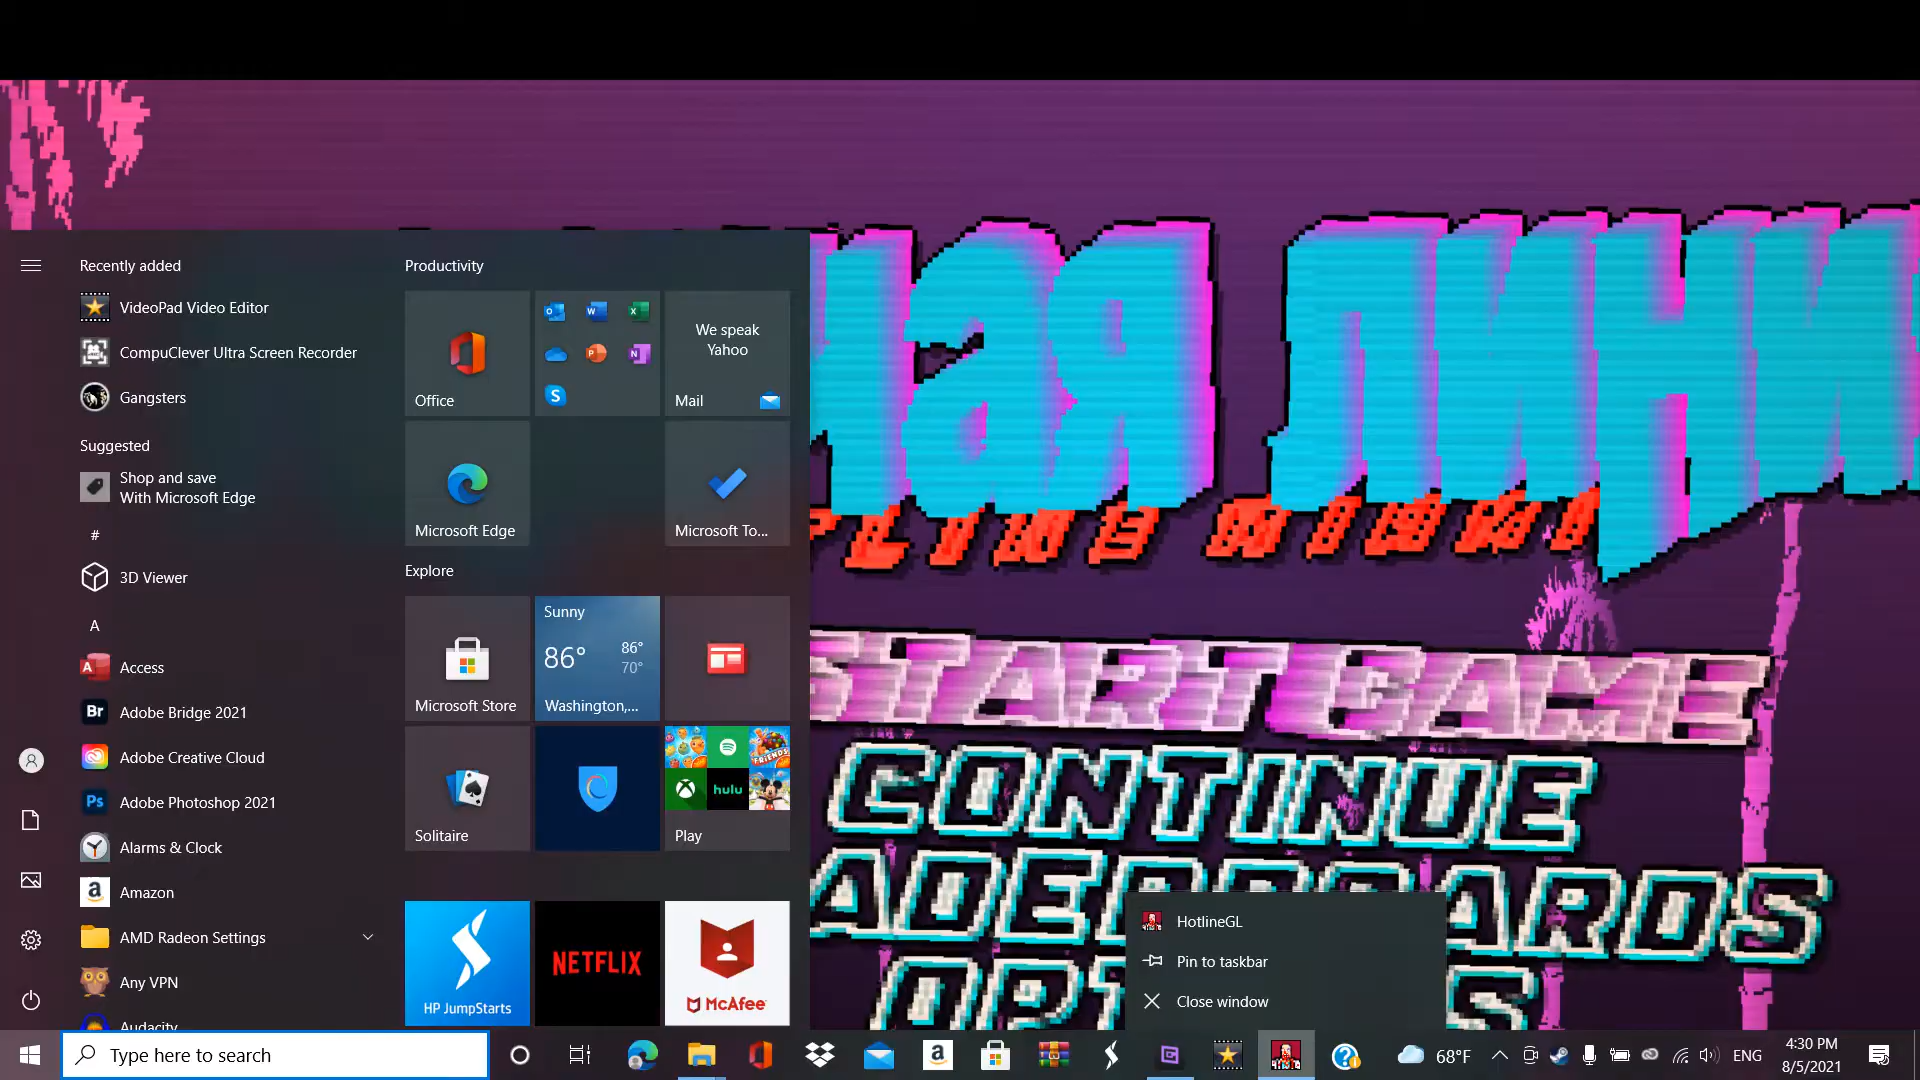 Recently added
VideoPad Video Editor
CompuClever Ultra Screen Recorder
Gangsters
Suggested
Shop and save
With Microsoft Edge
#
3D Viewer
A
Access
Br
Adobe Bridge 2021
Adobe Creative Cloud
Ps
Adobe Photoshop 2021
Alarms & Clock
a
Amazon
AMD Radeon Settings
Any VPN
Audacity
Productivity
Office
We speak
Yahoo
Mail
Microsoft Edge
Microsoft To...
Explore
Microsoft Store
Sunny
86° 86°
70°
Washington,...
Solitaire
hulu
Play
HP JumpStarts
NETFLIX
McAfee
START GAME
CONTINUE
HotlineGL
Pin to taskbar
Close window
Type here to search
68°F
ENG
4:30 PM
8/5/2021